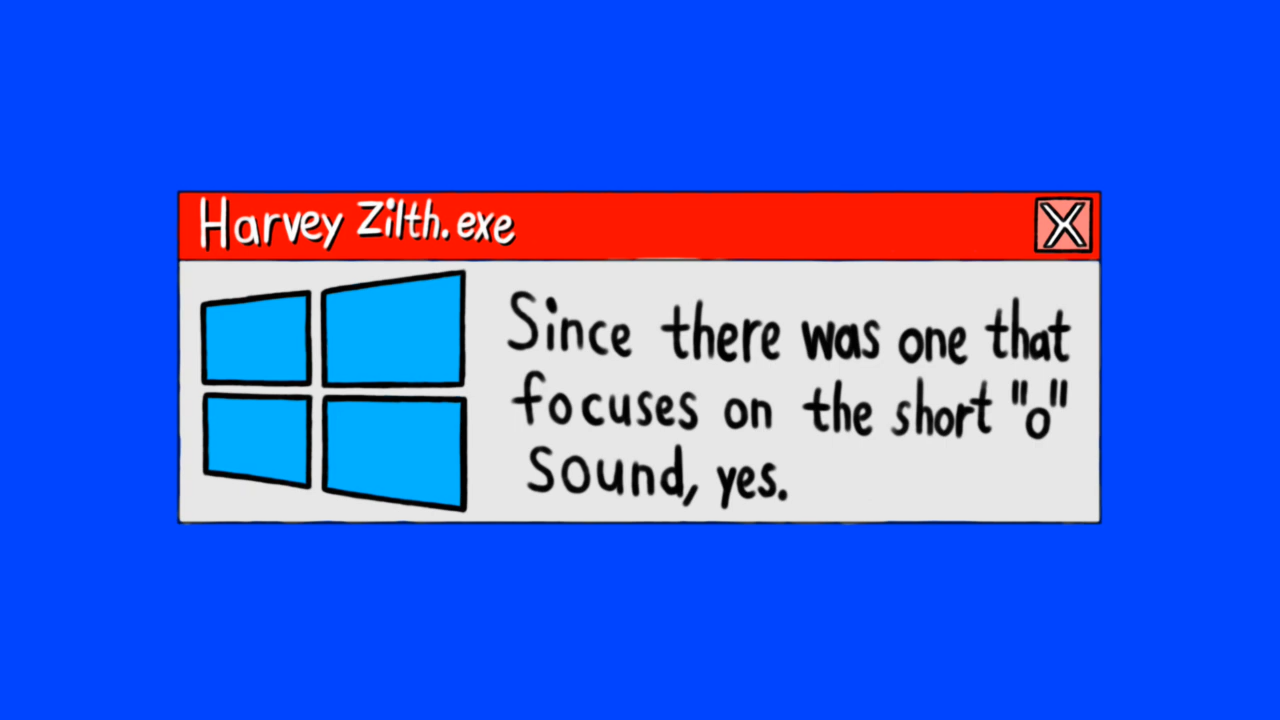 Harvey Zilth.exe
X
Since there was one that
focuses on the short "o"
sound, yes.